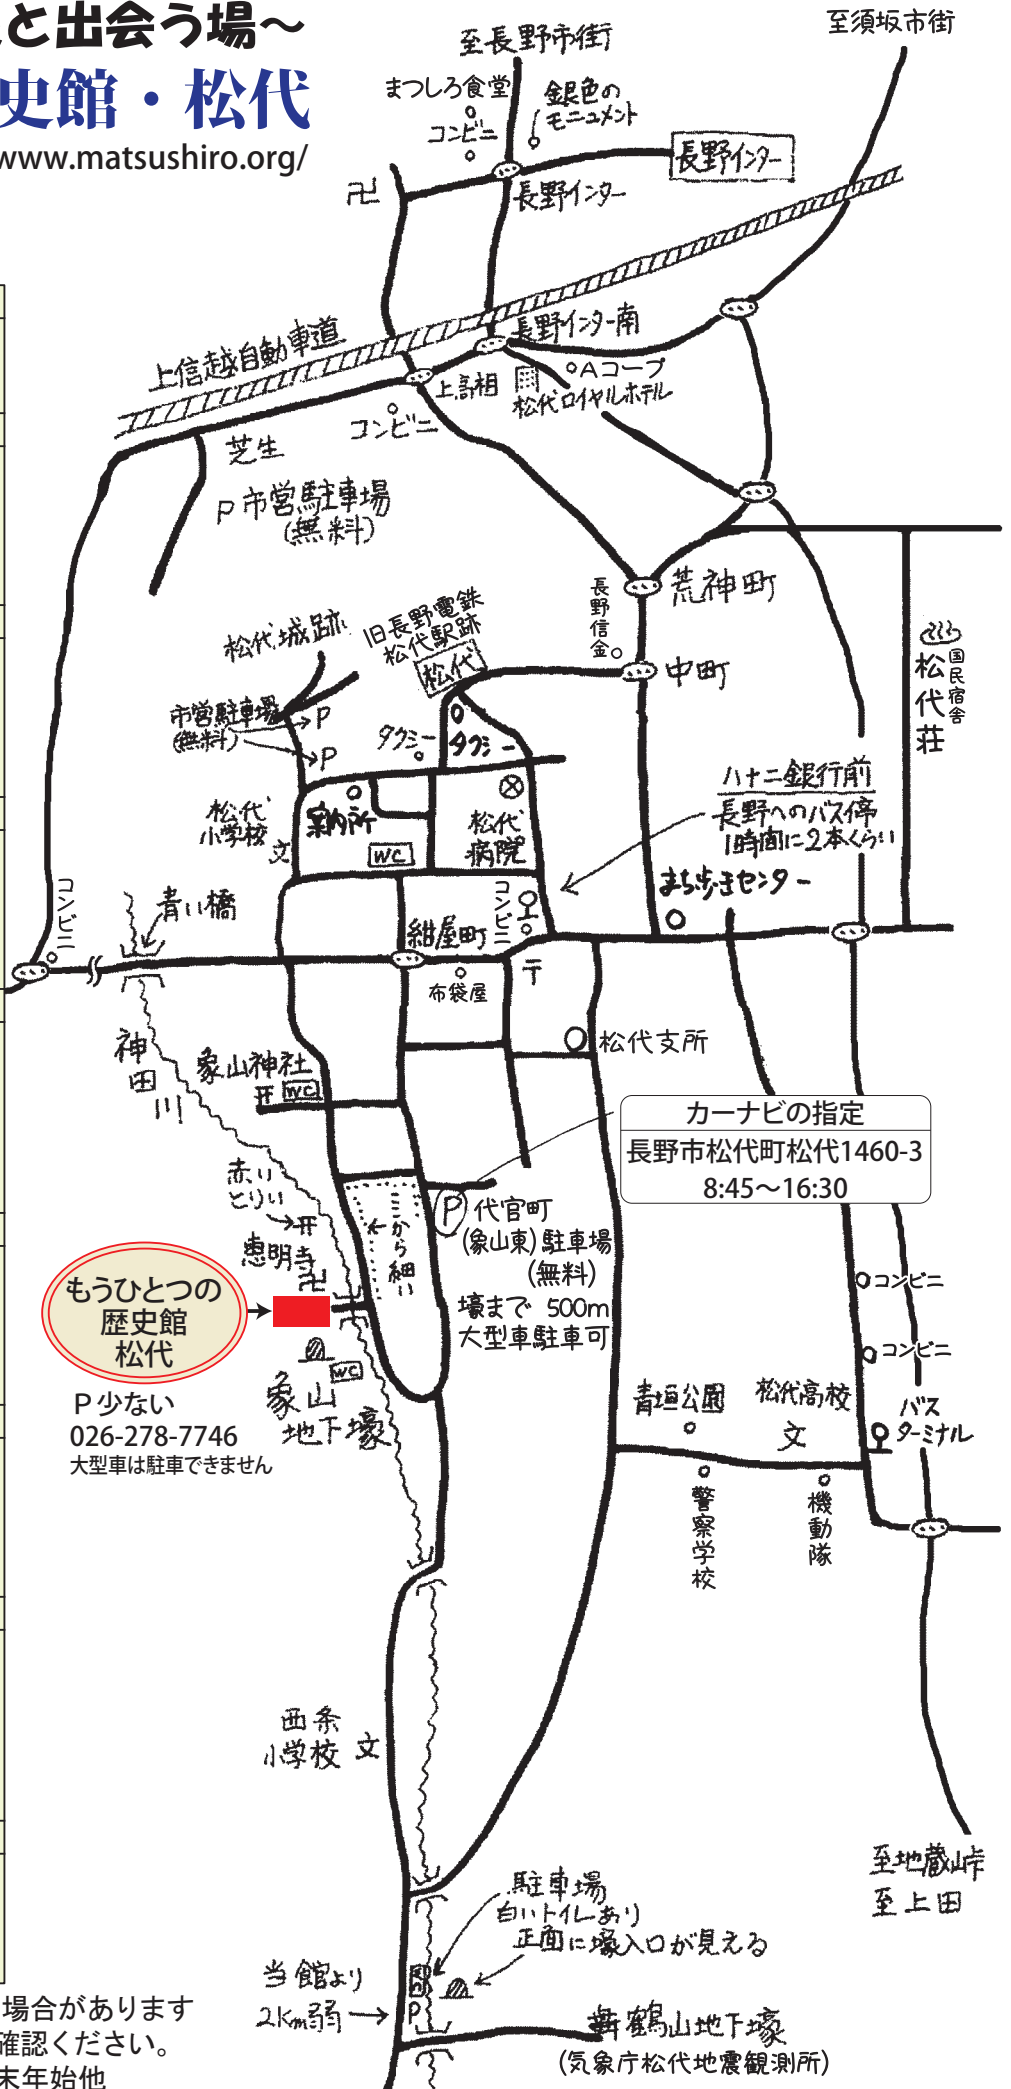 と出会う場～
史館・松代
www.matsushiro.org/
至長野市街
至須坂市街
まつしろ食堂
銀色の
モニュメント
コンビニ
長野インター
卍
長野インター
上信越自動車道
長野インター南
Aコープ
上高相
松代ロイヤルホテル
コンビニ
芝生
P 市営駐車場
(無料)
荒神町
長野信金
中町
旧長野電鉄
松代駅跡
松代
松代城跡
市営駐車場
(無料)
P
P
タクシー
タクシー
国民宿舎
松代荘
八十二銀行前
長野へのバス停
1時間に2本くらい
松代
小学校
文
案内所
WC
松代
病院
まち歩きセンター
コンビニ
青い橋
コンビニ
紺屋町
布袋屋
〒
神田川
象山神社
WC
松代支所
カーナビの指定
長野市松代町松代1460-3
8:45～16:30
赤い
とりい
恵明寺
卍
ここから細い
P 代官町
(象山東)駐車場
(無料)
壕まで 500m
大型車駐車可
もうひとつの
歴史館
松代
P 少ない
026-278-7746
大型車は駐車できません
WC
象山
地下壕
コンビニ
コンビニ
青垣公園
松代高校
文
バス
ターミナル
警察学校
機動隊
西条
小学校 文
至地蔵峠
至上田
駐車場
白いトイレあり
正面に壕入口が見える
当館より
2Km弱
P
舞鶴山地下壕
(気象庁松代地震観測所)
場合があります
確認ください。
末年始他